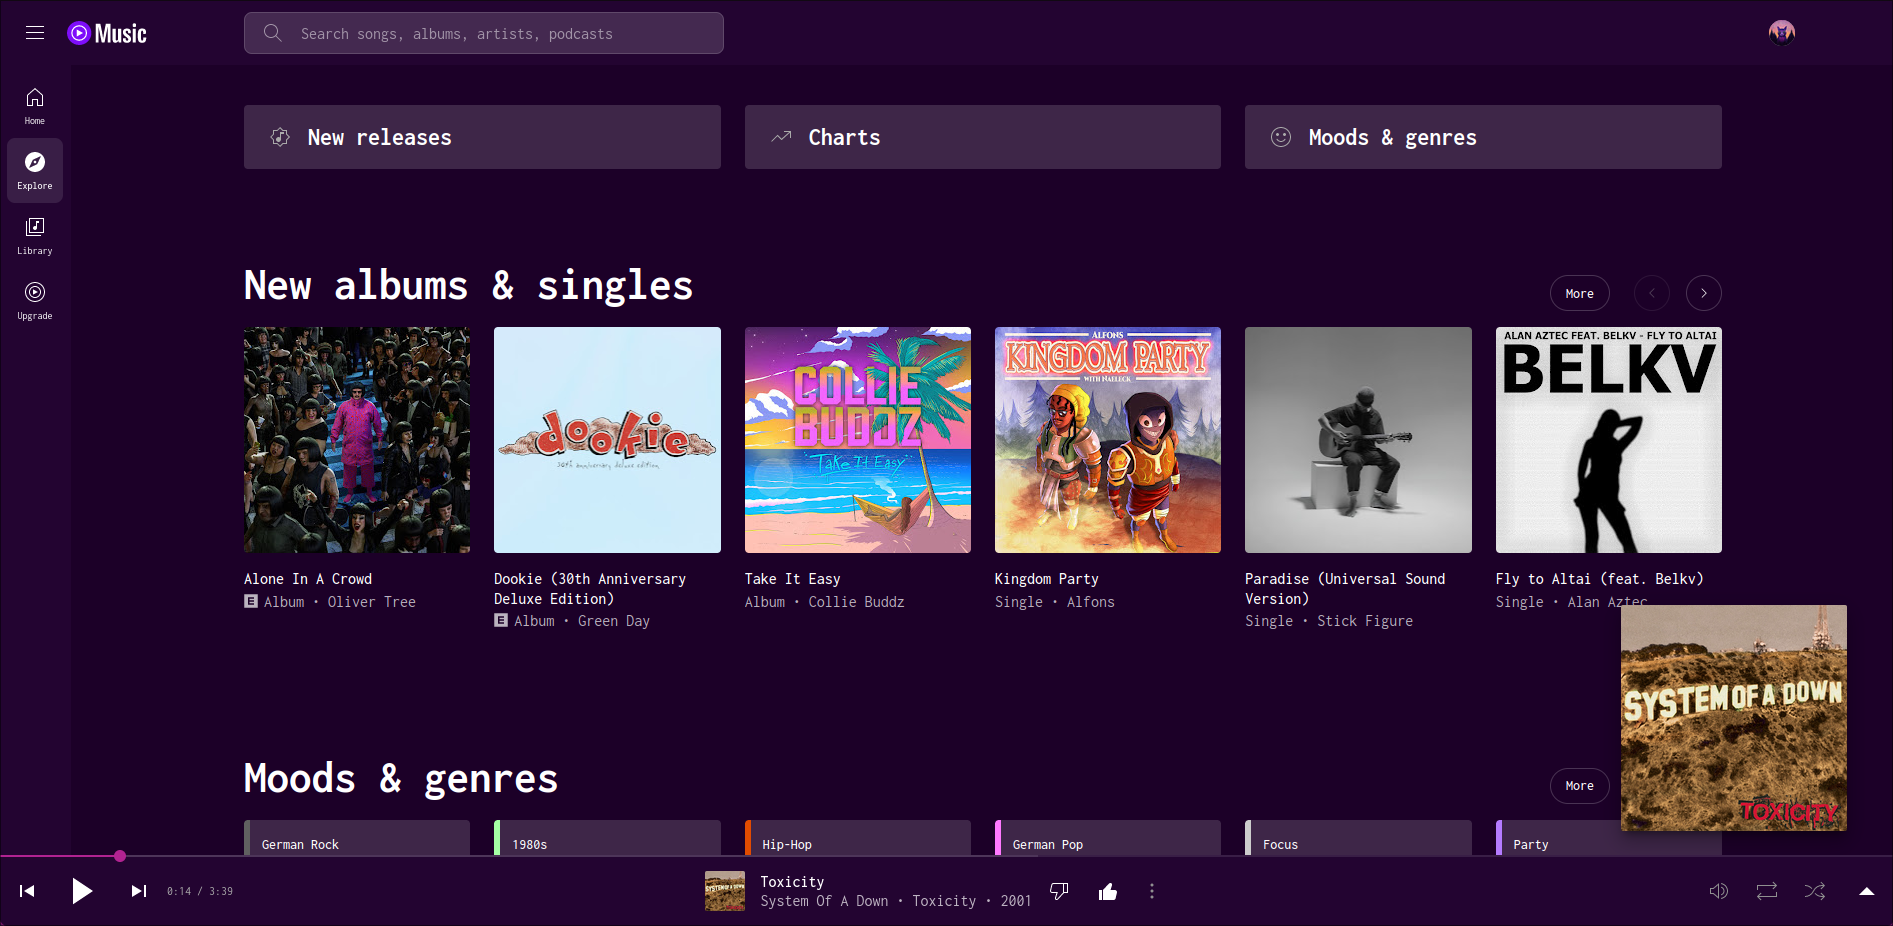 Music
Search songs, albums, artists, podcasts
Home
Explore
Library
Upgrade
New releases
Charts
Moods & genres
New albums & singles
More
dookie
30th anniversary deluxe edition
COLLIE
BUDDZ
"Take It Easy"
ALFONS
KINGDOM PARTY
WITH NAELECK
ALAN AZTEC FEAT. BELKV - FLY TO ALTAI
BELKV
Alone In A Crowd
E Album • Oliver Tree
Dookie (30th Anniversary
Deluxe Edition)
E Album • Green Day
Take It Easy
Album • Collie Buddz
Kingdom Party
Single • Alfons
Paradise (Universal Sound
Version)
Single • Stick Figure
Fly to Altai (feat. Belkv)
Single • Alan Aztec
SYSTEM OF A DOWN
TOXICITY
Moods & genres
More
German Rock
1980s
Hip-Hop
German Pop
Focus
Party
0:14 / 3:39
SYSTEM OF A DOWN
Toxicity
System Of A Down • Toxicity • 2001